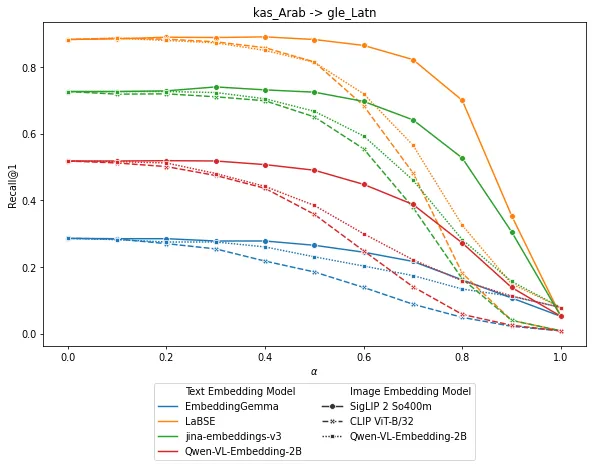 kas_Arab -> gle_Latn
Recall@1
0.8
0.6
0.4
0.2
0.0
0.0 0.2 0.4 0.6 0.8 1.0
α
Text Embedding Model
EmbeddingGemma
LaBSE
jina-embeddings-v3
Qwen-VL-Embedding-2B
Image Embedding Model
SigLIP 2 So400m
CLIP ViT-B/32
Qwen-VL-Embedding-2B